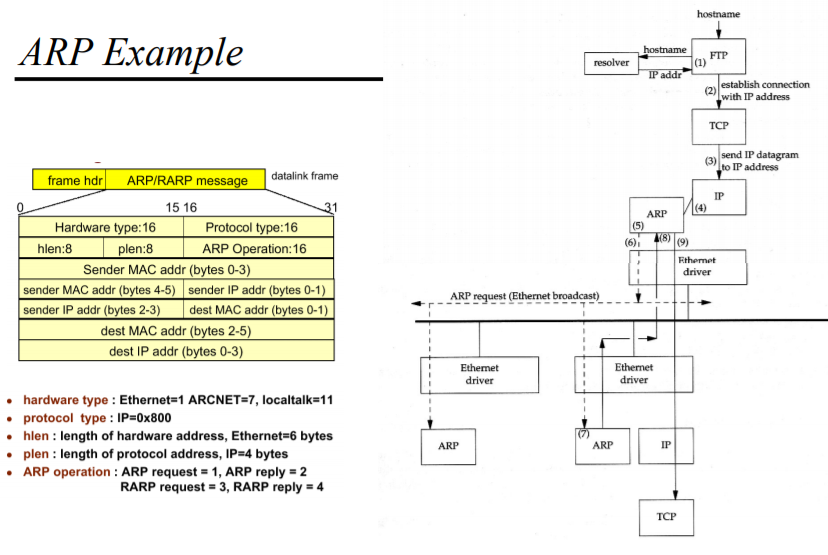 ARP Example
frame hdr ARP/RARP message datalink frame
0 15 16 31
Hardware type:16 Protocol type:16
hlen:8 plen:8 ARP Operation:16
Sender MAC addr (bytes 0-3)
sender MAC addr (bytes 4-5) sender IP addr (bytes 0-1)
sender IP addr (bytes 2-3) dest MAC addr (bytes 0-1)
dest MAC addr (bytes 2-5)
dest IP addr (bytes 0-3)
• hardware type : Ethernet=1 ARCNET=7, localtalk=11
• protocol type : IP=0x800
• hlen : length of hardware address, Ethernet=6 bytes
• plen : length of protocol address, IP=4 bytes
• ARP operation : ARP request = 1, ARP reply = 2
RARP request = 3, RARP reply = 4
hostname
resolver
hostname
IP addr
(1) FTP
(2) establish connection
with IP address
TCP
(3) send IP datagram
to IP address
IP
(4)
ARP
(5)
(6) (8) (9)
Ethernet
driver
ARP request (Ethernet broadcast)
Ethernet
driver
Ethernet
driver
ARP
(7)
ARP
IP
TCP